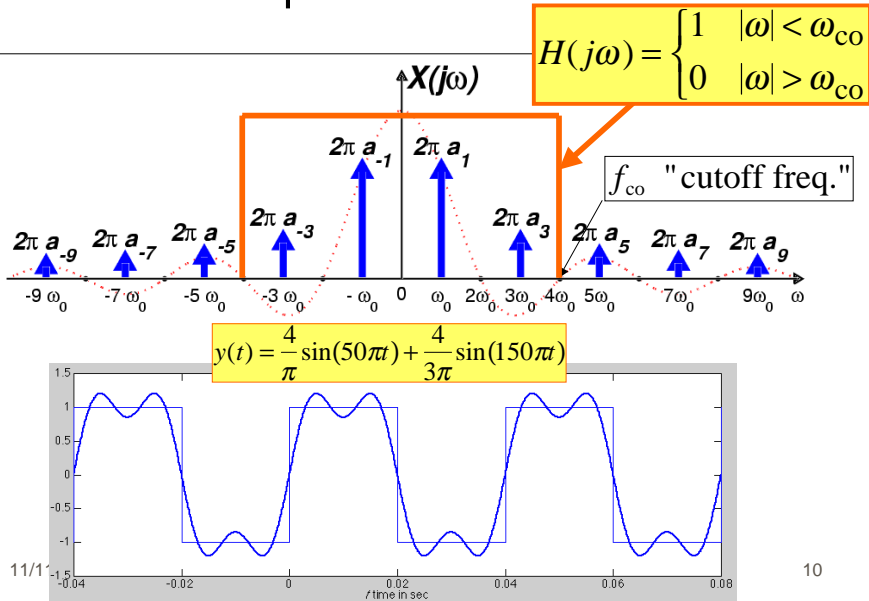 H(jω) = {1 |ω| < ω_co
0 |ω| > ω_co
X(jω)
2π a_-9 2π a_-7 2π a_-5 2π a_-3 2π a_-1 2π a_1 2π a_3 2π a_5 2π a_7 2π a_9
f_co "cutoff freq."
-9 ω_0 -7 ω_0 -5 ω_0 -3 ω_0 - ω_0 0 ω_0 2ω_0 3ω_0 4ω_0 5ω_0 7ω_0 9ω_0 ω
y(t) = 4/π sin(50πt) + 4/3π sin(150πt)
1.5
1
0.5
0
-0.5
-1
-1.5
-0.04 -0.02 0 0.02 0.04 0.06 0.08
t time in sec
10